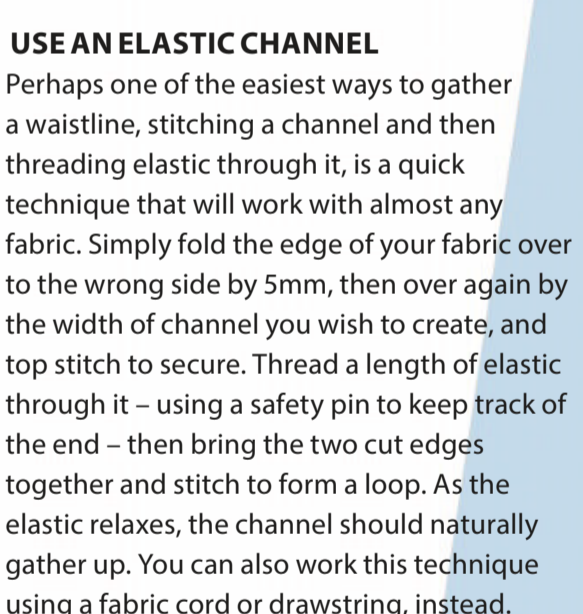 USE AN ELASTIC CHANNEL
Perhaps one of the easiest ways to gather
a waistline, stitching a channel and then
threading elastic through it, is a quick
technique that will work with almost any
fabric. Simply fold the edge of your fabric over
to the wrong side by 5mm, then over again by
the width of channel you wish to create, and
top stitch to secure. Thread a length of elastic
through it – using a safety pin to keep track of
the end – then bring the two cut edges
together and stitch to form a loop. As the
elastic relaxes, the channel should naturally
gather up. You can also work this technique
using a fabric cord or drawstring, instead.